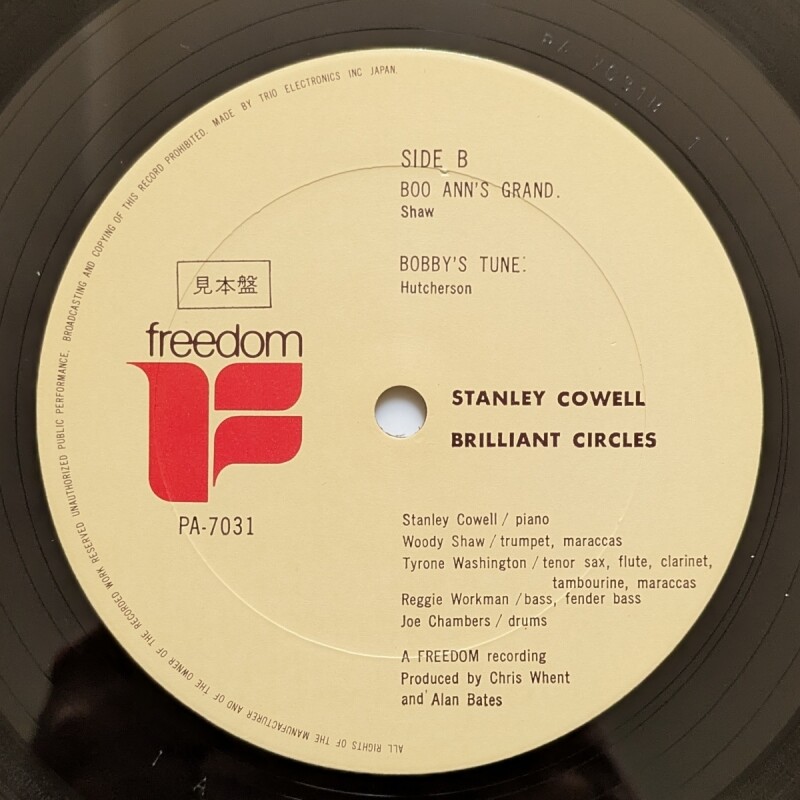 ALL RIGHTS OF THE MANUFACTURER AND OF THE OWNER OF THE RECORDED WORK RESERVED UNAUTHORIZED PUBLIC PERFORMANCE, BROADCASTING AND COPYING OF THIS RECORD PROHIBITED. MADE BY TRIO ELECTRONICS INC JAPAN.
SIDE B
BOO ANN'S GRAND.
Shaw
BOBBY'S TUNE.
Hutcherson
見本盤
freedom
PA-7031
STANLEY COWELL
BRILLIANT CIRCLES
Stanley Cowell / piano
Woody Shaw / trumpet, maraccas
Tyrone Washington / tenor sax, flute, clarinet,
tambourine, maraccas
Reggie Workman / bass, fender bass
Joe Chambers / drums
A FREEDOM recording
Produced by Chris Whent
and Alan Bates
1 A